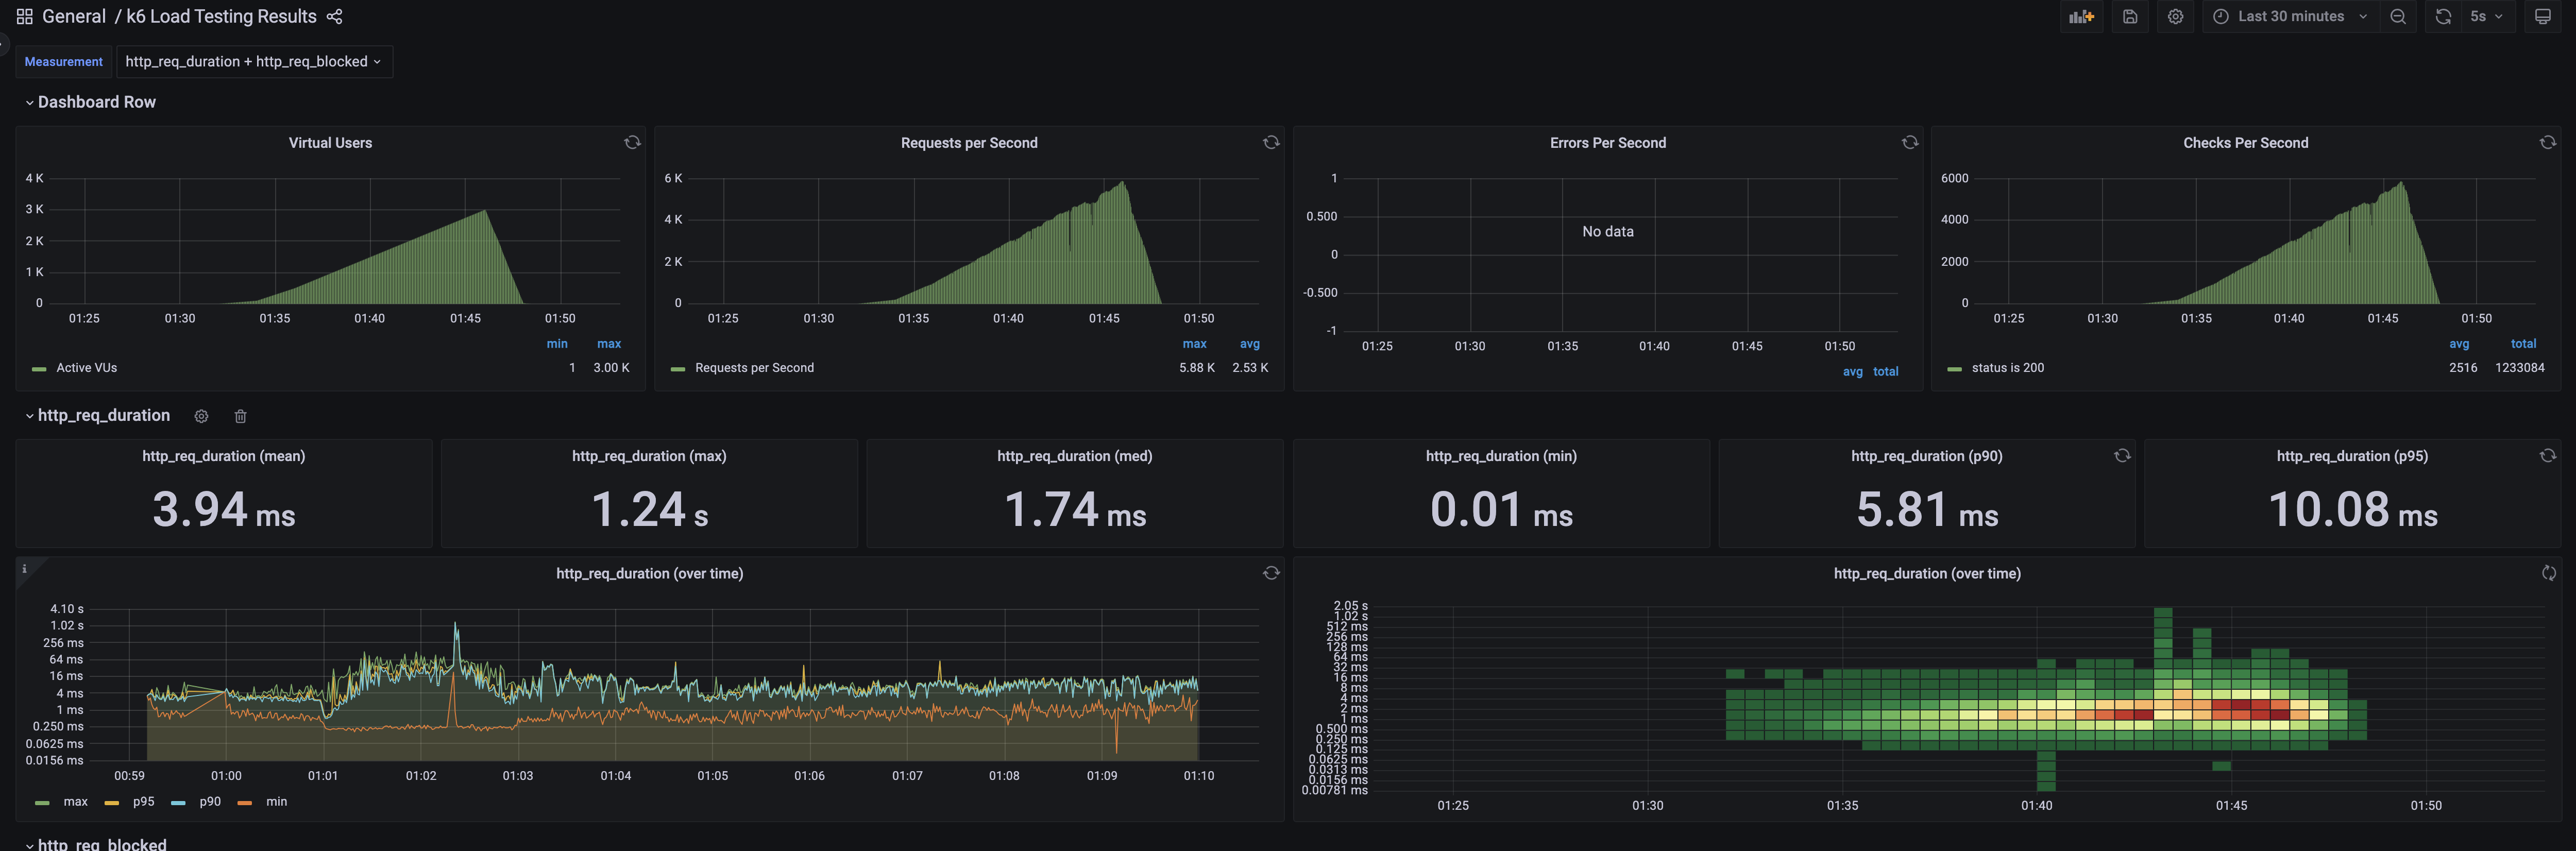 General / k6 Load Testing Results
Last 30 minutes
5s
Measurement
http_req_duration + http_req_blocked
Dashboard Row
Virtual Users
4 K
3 K
2 K
1 K
0
01:25 01:30 01:35 01:40 01:45 01:50
min max
Active VUs 1 3.00 K
Requests per Second
6 K
4 K
2 K
0
01:25 01:30 01:35 01:40 01:45 01:50
max avg
Requests per Second 5.88 K 2.53 K
Errors Per Second
1
0.500
0
-0.500
-1
No data
01:25 01:30 01:35 01:40 01:45 01:50
avg total
Checks Per Second
6000
4000
2000
0
01:25 01:30 01:35 01:40 01:45 01:50
avg total
status is 200 2516 1233084
http_req_duration
http_req_duration (mean)
3.94 ms
http_req_duration (max)
1.24 s
http_req_duration (med)
1.74 ms
http_req_duration (min)
0.01 ms
http_req_duration (p90)
5.81 ms
http_req_duration (p95)
10.08 ms
i
http_req_duration (over time)
4.10 s
1.02 s
256 ms
64 ms
16 ms
4 ms
1 ms
0.250 ms
0.0625 ms
0.0156 ms
00:59 01:00 01:01 01:02 01:03 01:04 01:05 01:06 01:07 01:08 01:09 01:10
max p95 p90 min
http_req_duration (over time)
2.05 s
1.02 s
512 ms
256 ms
128 ms
64 ms
32 ms
16 ms
8 ms
4 ms
2 ms
1 ms
0.500 ms
0.250 ms
0.125 ms
0.0625 ms
0.0313 ms
0.0156 ms
0.00781 ms
01:25 01:30 01:35 01:40 01:45 01:50
http_req_blocked